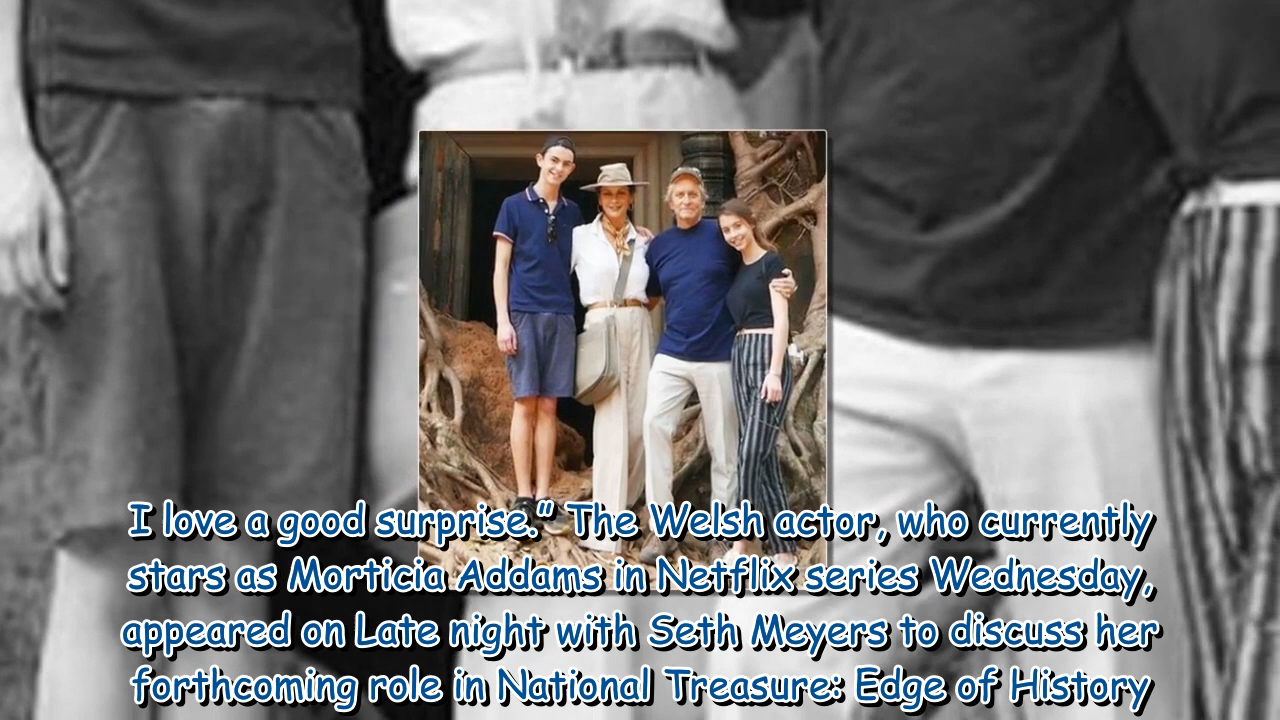 I love a good surprise.” The Welsh actor, who currently
stars as Morticia Addams in Netflix series Wednesday,
appeared on Late night with Seth Meyers to discuss her
forthcoming role in National Treasure: Edge of History